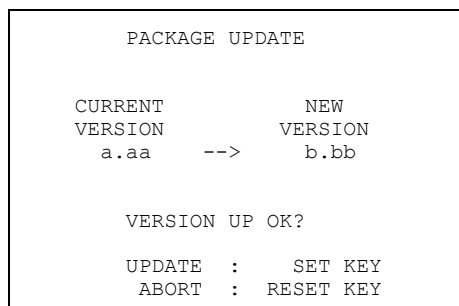 PACKAGE UPDATE
CURRENT NEW
VERSION VERSION
a.aa --> b.bb
VERSION UP OK?
UPDATE : SET KEY
ABORT : RESET KEY